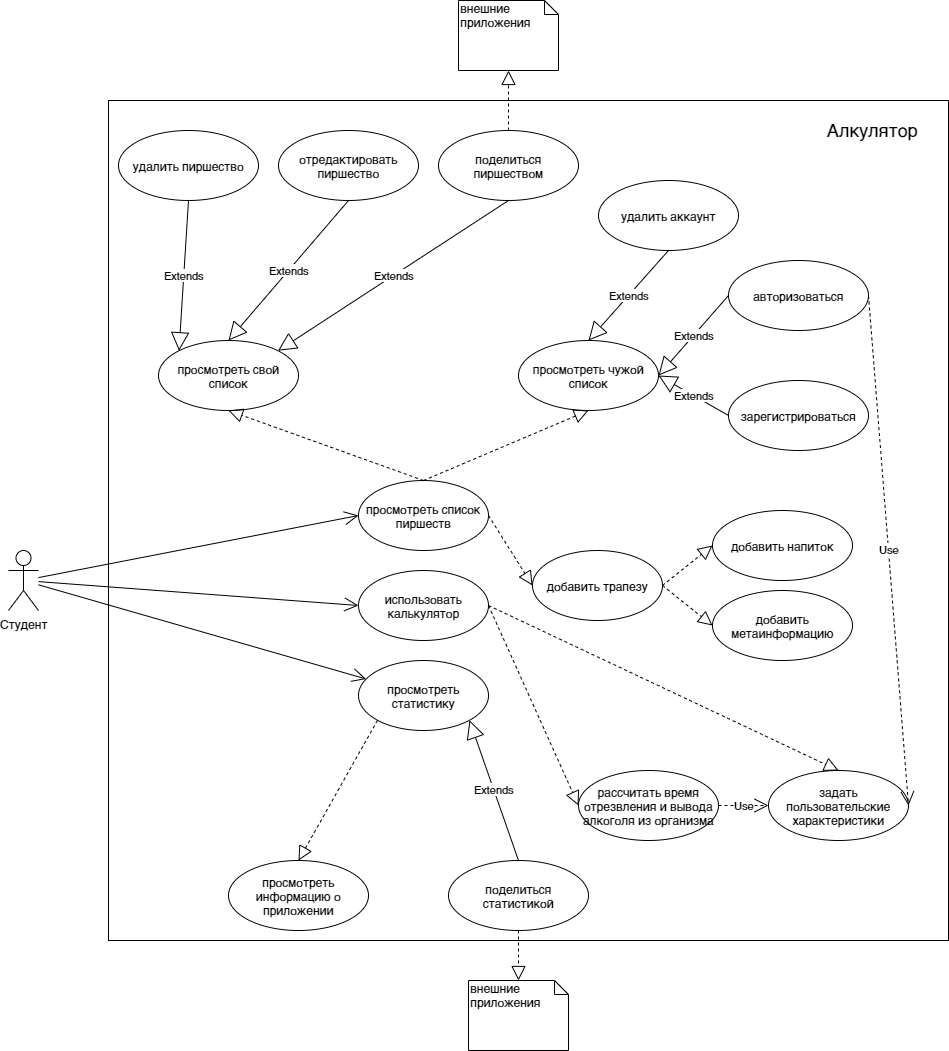 внешние
приложения
Алкулятор
удалить пиршество
отредактировать
пиршество
поделиться
пиршеством
удалить аккаунт
Extends
Extends
Extends
Extends
авторизоваться
Extends
просмотреть свой
список
просмотреть чужой
список
Extends
зарегистрироваться
просмотреть список
пиршеств
добавить напиток
Use
добавить трапезу
использовать
калькулятор
добавить
метаинформацию
Студент
просмотреть
статистику
Extends
рассчитать время
отрезвления и вывода
алкоголя из организма
Use
задать
пользовательские
характеристики
просмотреть
информацию о
приложении
поделиться
статистикой
внешние
приложения